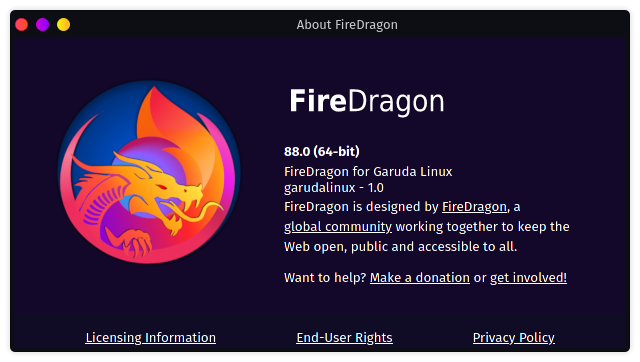 About FireDragon
FireDragon
88.0 (64-bit)
FireDragon for Garuda Linux
garudalinux - 1.0
FireDragon is designed by FireDragon, a
global community working together to keep the
Web open, public and accessible to all.
Want to help? Make a donation or get involved!
Licensing Information End-User Rights Privacy Policy